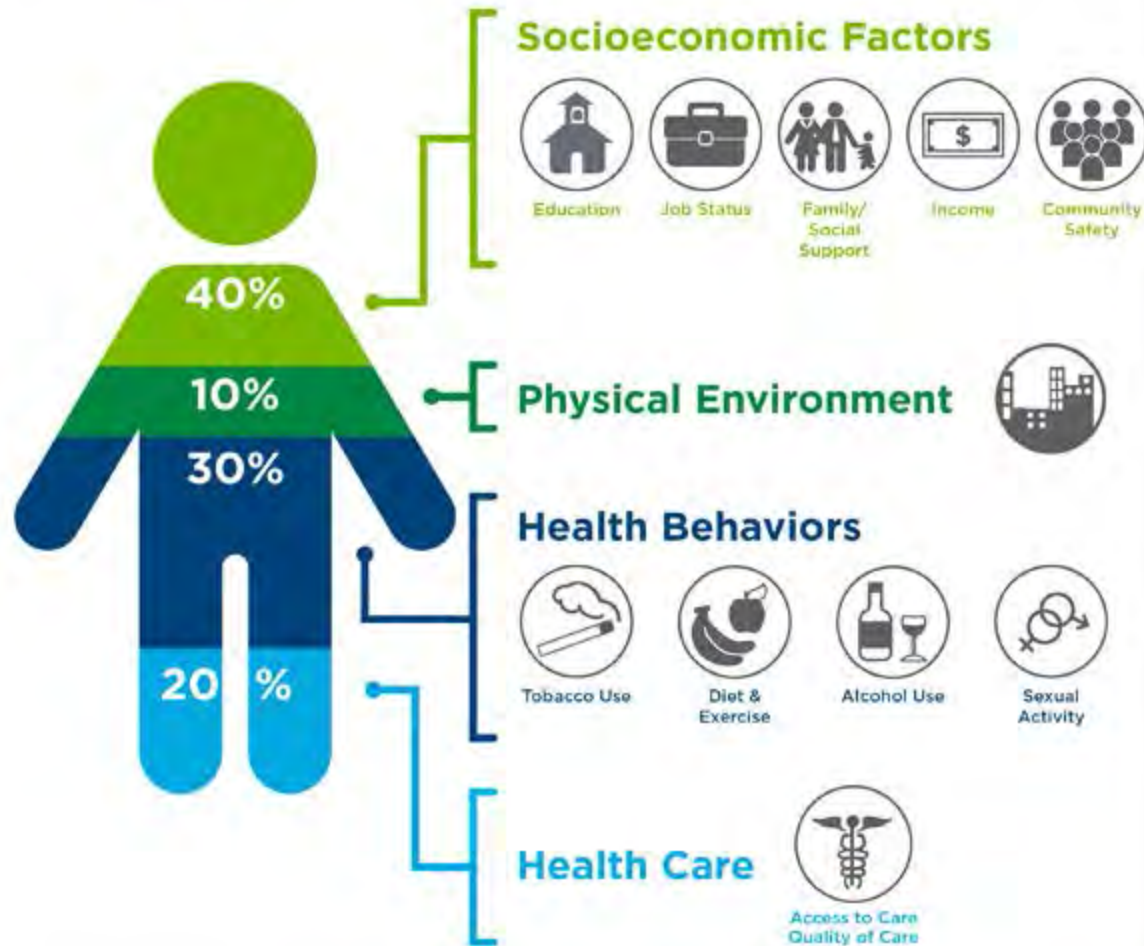 Socioeconomic Factors
$
Education
Job Status
Family/
Social
Support
Income
Community
Safety
40%
10%
Physical Environment
30%
Health Behaviors
Tobacco Use
Diet &
Exercise
Alcohol Use
Sexual
Activity
20 %
Health Care
Access to Care
Quality of Care